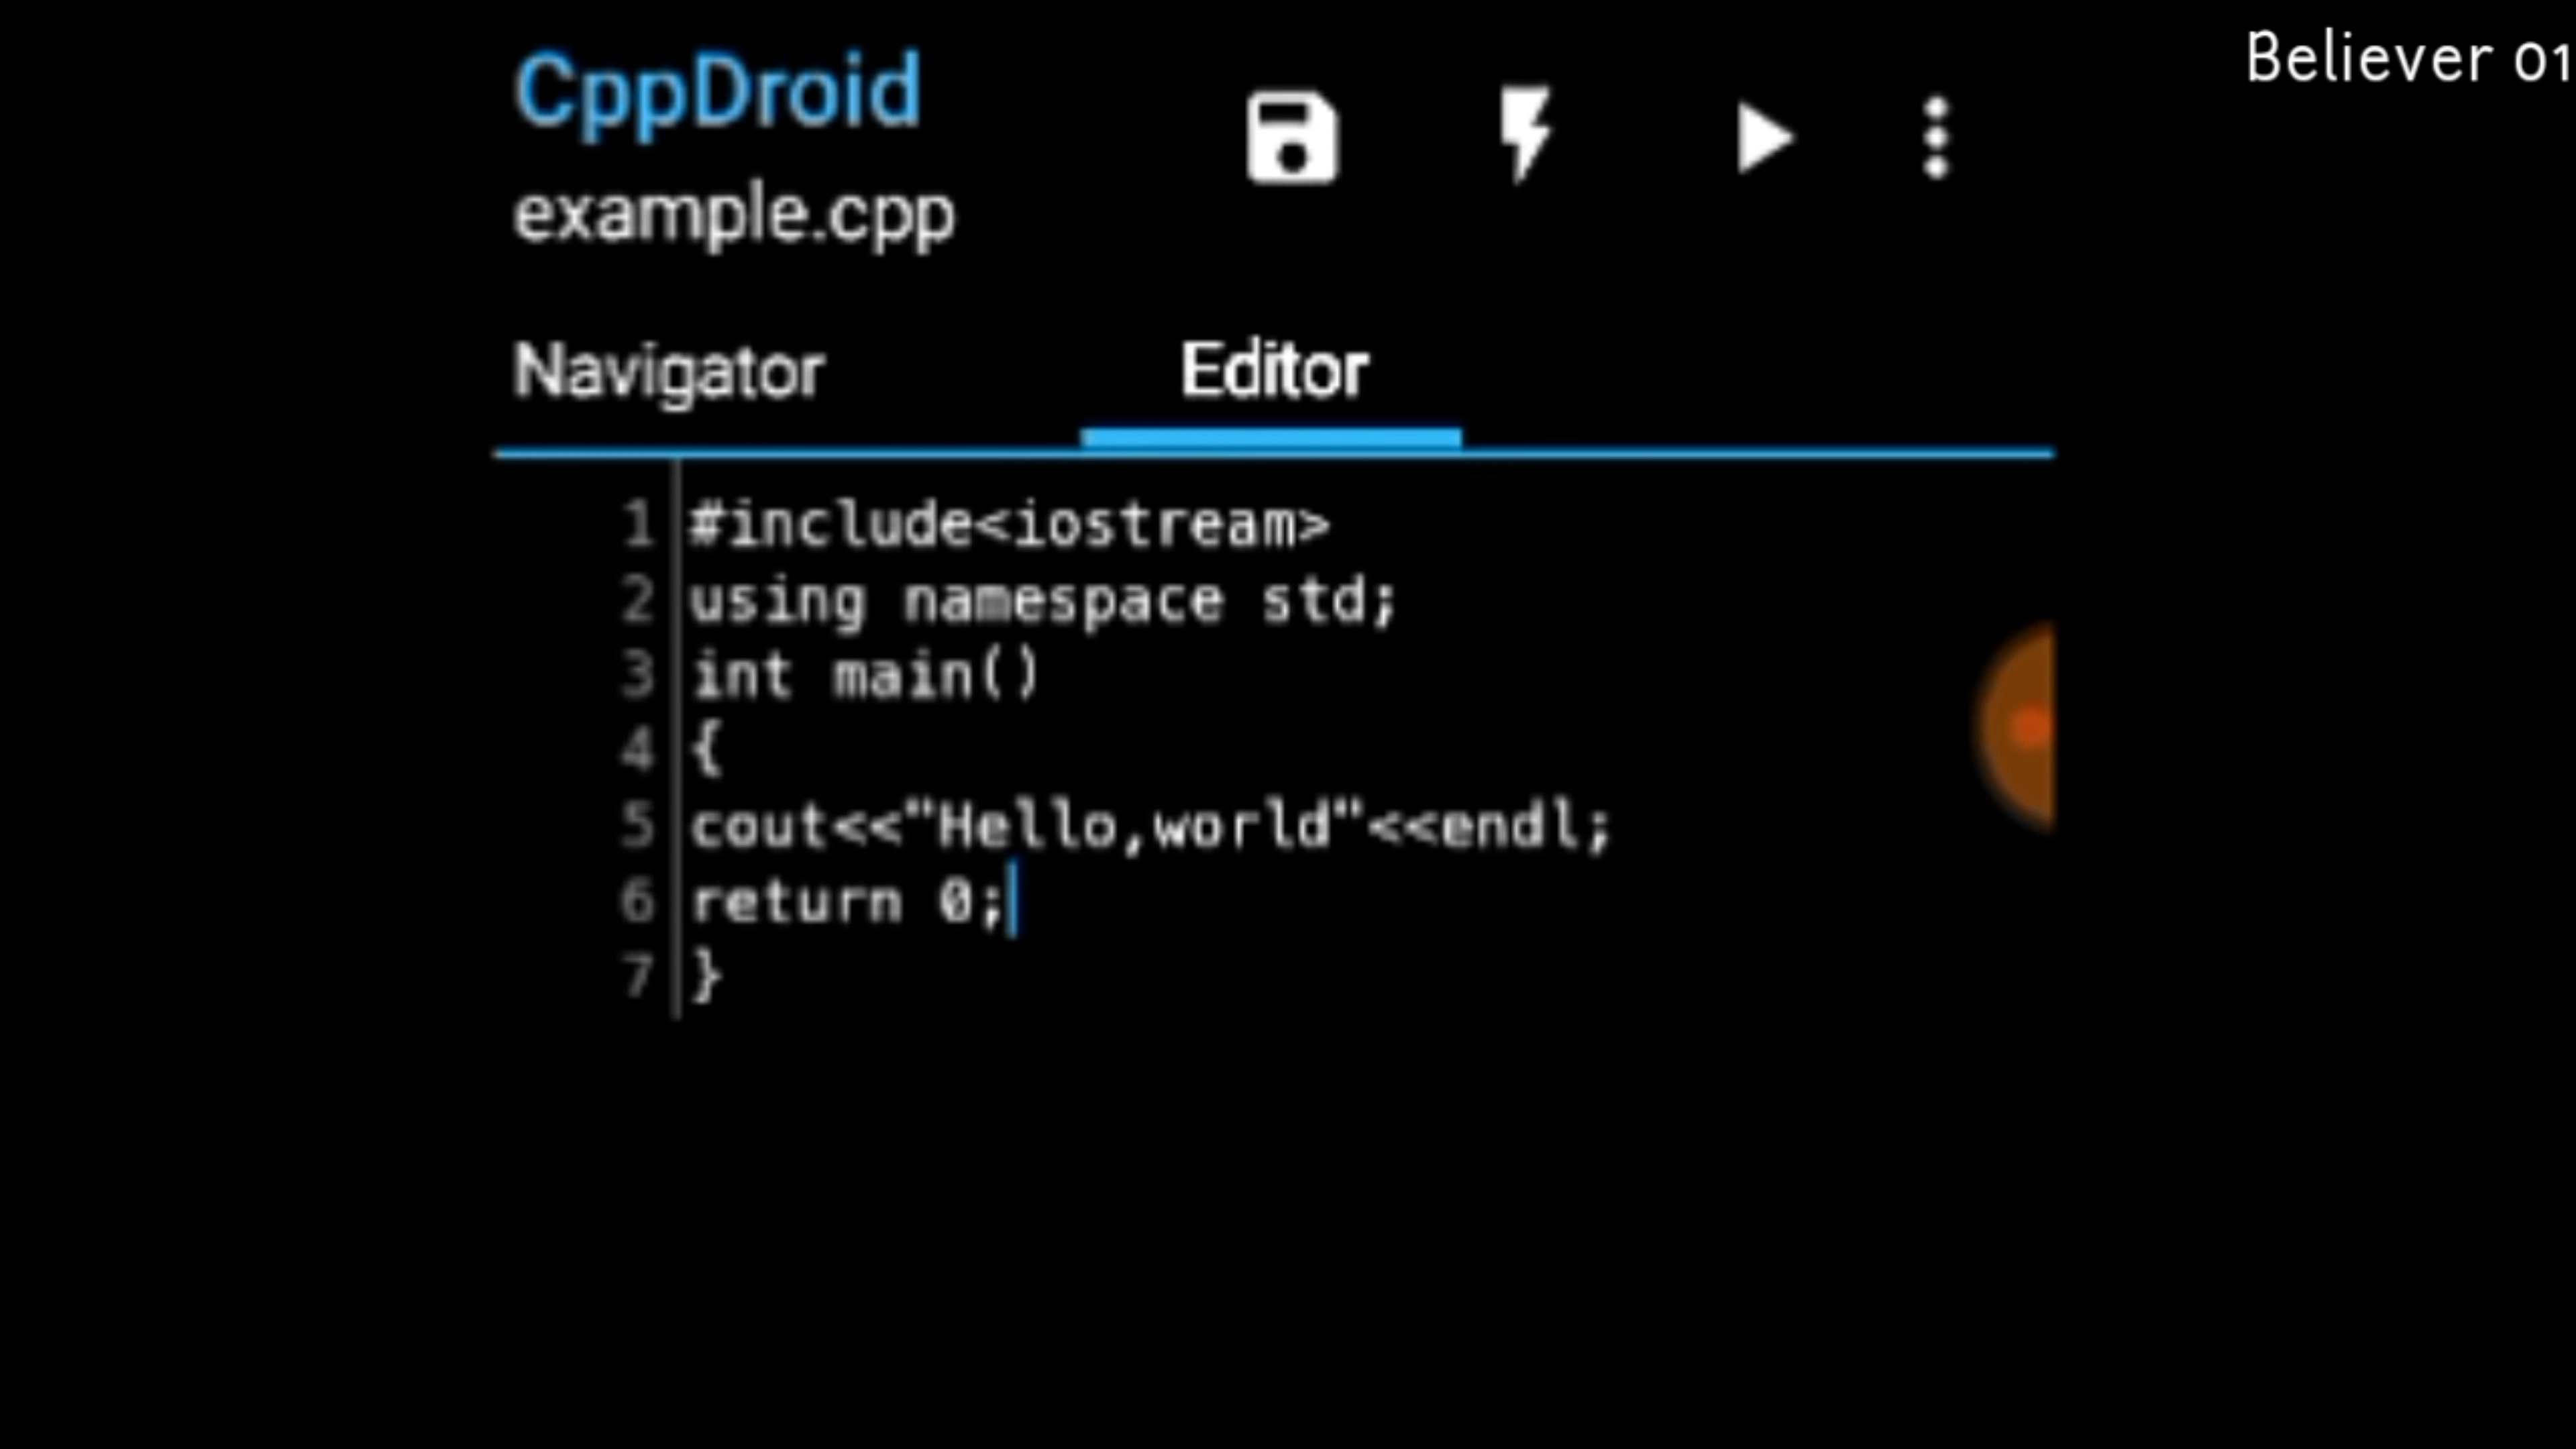 CppDroid
Believer 01
example.cpp
Navigator Editor
1 #include<iostream>
2 using namespace std;
3 int main()
4 {
5 cout<<"Hello,world"<<endl;
6 return 0;
7 }